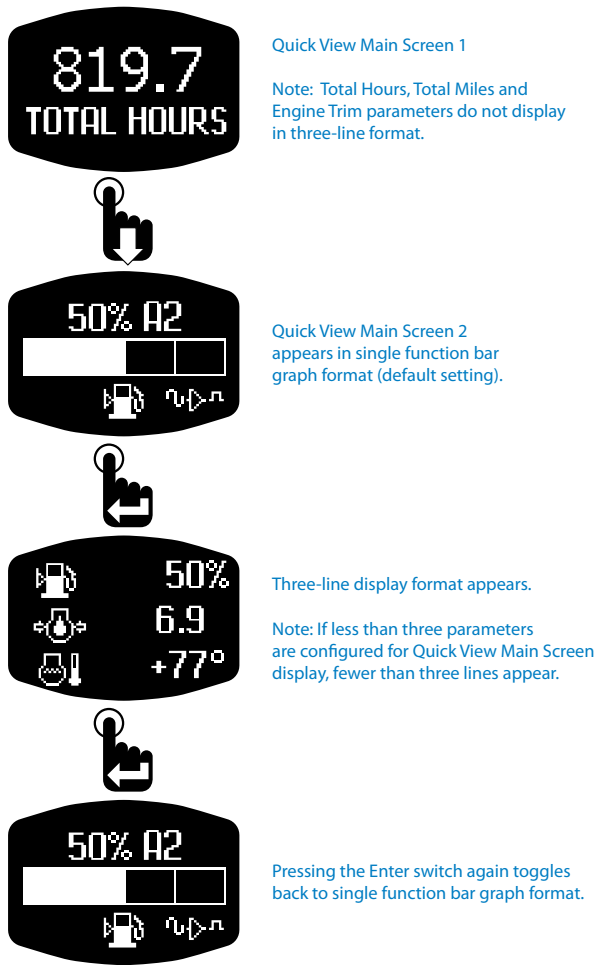 819.7
TOTAL HOURS
Quick View Main Screen 1
Note: Total Hours, Total Miles and
Engine Trim parameters do not display
in three-line format.
50% A2
Quick View Main Screen 2
appears in single function bar
graph format (default setting).
50%
6.9
+77°
Three-line display format appears.
Note: If less than three parameters
are configured for Quick View Main Screen
display, fewer than three lines appear.
50% A2
Pressing the Enter switch again toggles
back to single function bar graph format.